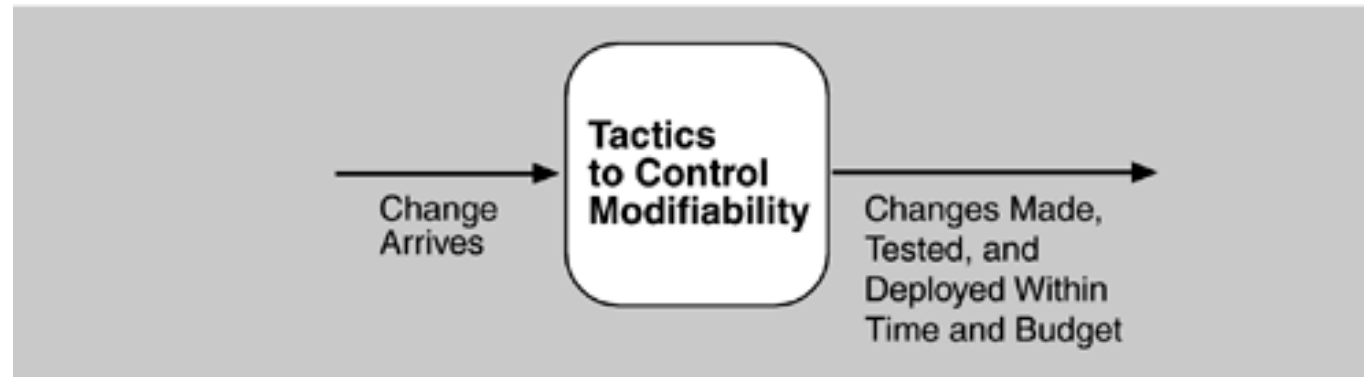 Change
Arrives
Tactics
to Control
Modifiability
Changes Made,
Tested, and
Deployed Within
Time and Budget